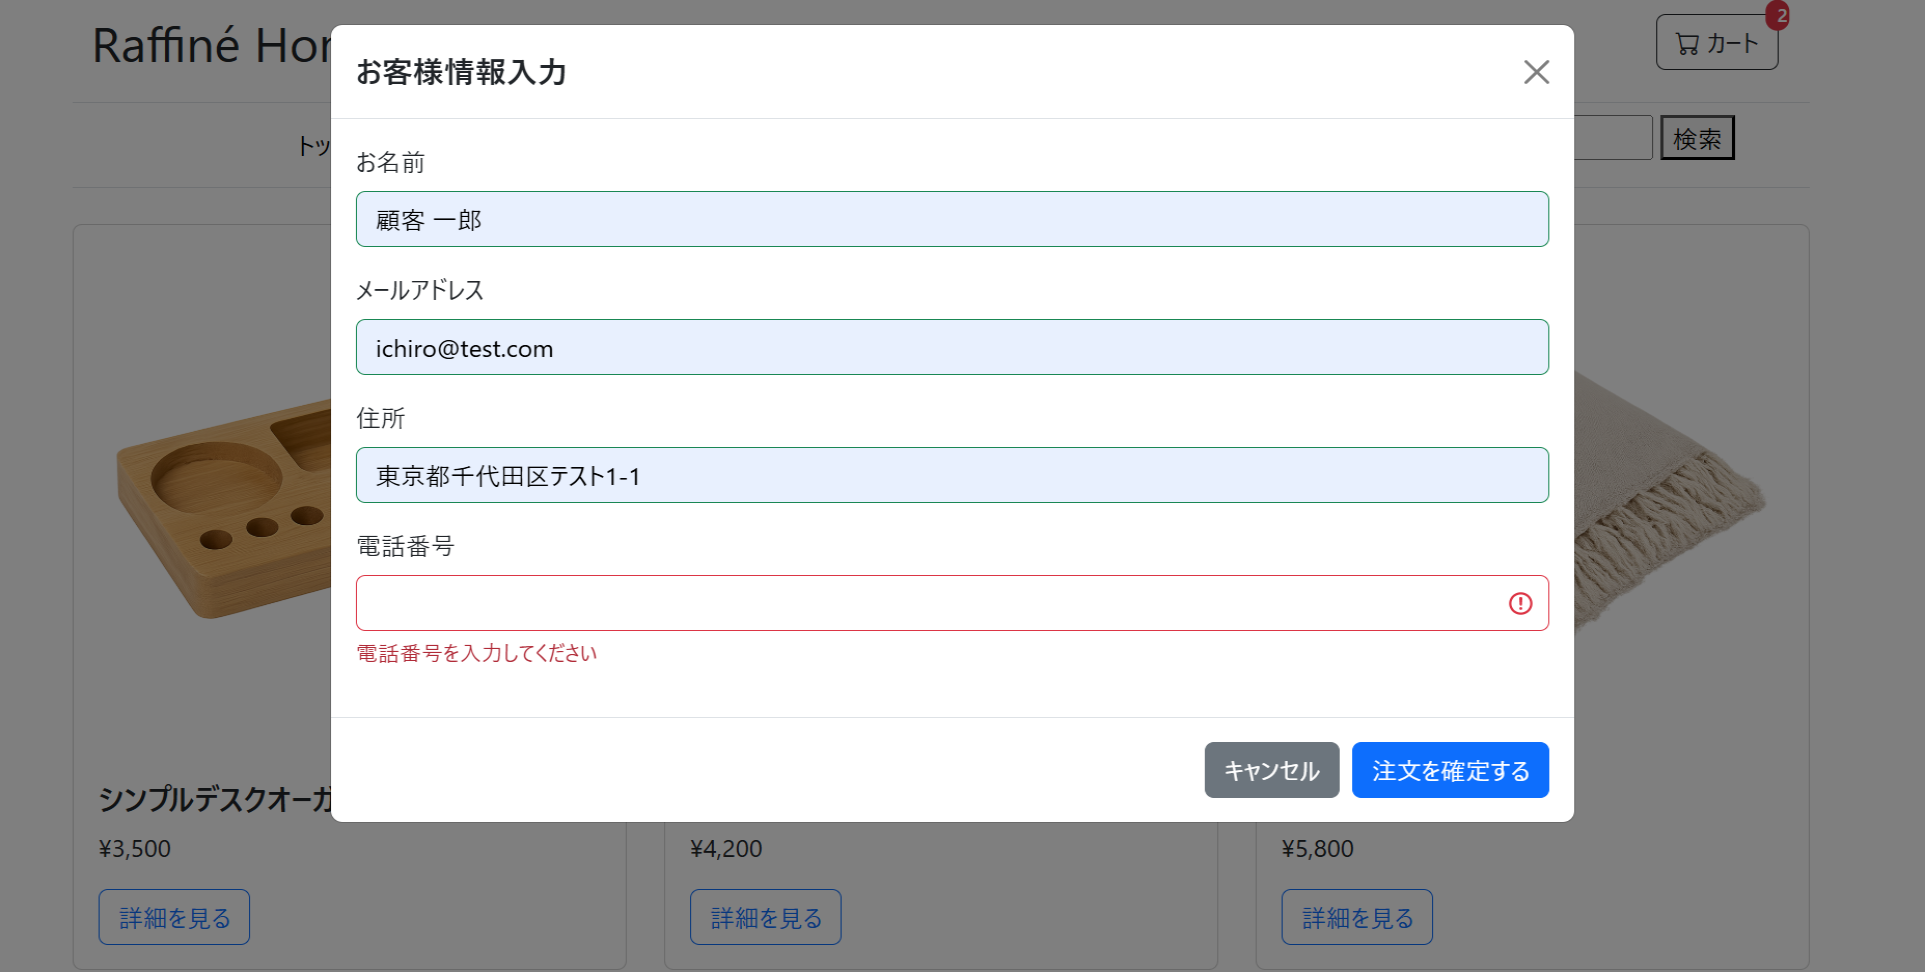 Raffiné Hor
2
カート
トッ
検索
お客様情報入力
お名前
顧客 一郎
メールアドレス
ichiro@test.com
住所
東京都千代田区テスト1-1
電話番号
電話番号を入力してください
キャンセル
注文を確定する
シンプルデスクオーガ
¥3,500
詳細を見る
¥4,200
詳細を見る
¥5,800
詳細を見る